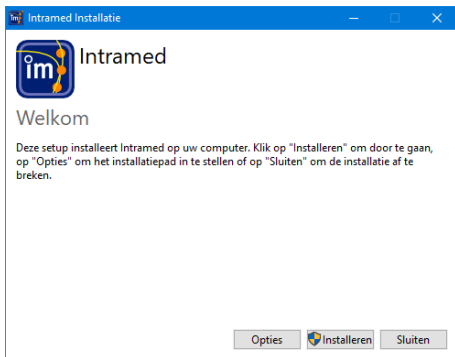 Intramed Installatie
im
Intramed
Welkom
Deze setup installeert Intramed op uw computer. Klik op "Installeren" om door te gaan,
op "Opties" om het installatiepad in te stellen of op "Sluiten" om de installatie af te
breken.
Opties
Installeren
Sluiten